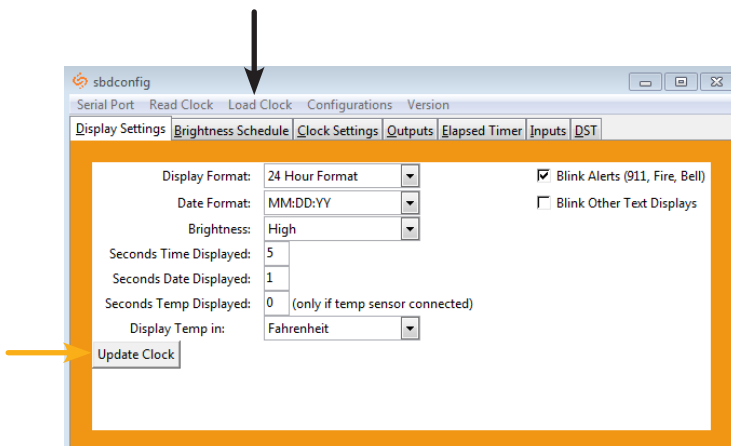 sbdconfig
Serial Port Read Clock Load Clock Configurations Version
Display Settings Brightness Schedule Clock Settings Outputs Elapsed Timer Inputs DST
Display Format: 24 Hour Format Blink Alerts (911, Fire, Bell)
Date Format: MM:DD:YY Blink Other Text Displays
Brightness: High
Seconds Time Displayed: 5
Seconds Date Displayed: 1
Seconds Temp Displayed: 0 (only if temp sensor connected)
Display Temp in: Fahrenheit
Update Clock